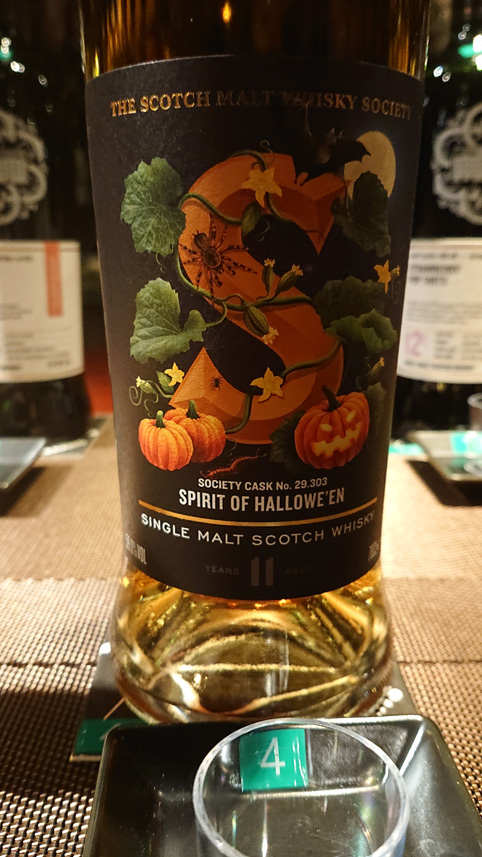 THE SCOTCH MALT WHISKY SOCIETY
S
SOCIETY CASK No. 29.303
SPIRIT OF HALLOWE'EN
SINGLE MALT SCOTCH WHISKY
YEARS 11 AGED
4